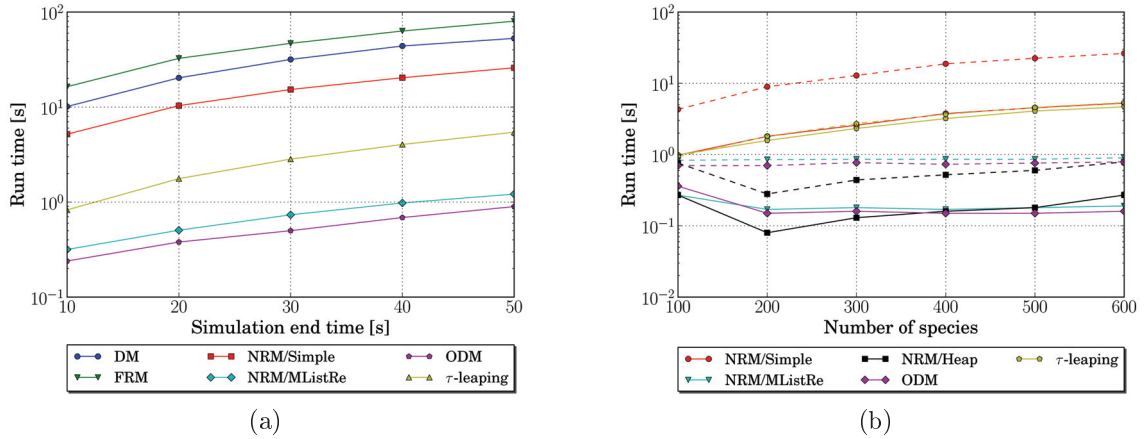 10²
10¹
10⁰
10⁻¹
Run time [s]
10 20 30 40 50
Simulation end time [s]
DM
FRM
NRM/Simple
NRM/MListRe
ODM
τ-leaping
(a)
10²
10¹
10⁰
10⁻¹
10⁻²
Run time [s]
100 200 300 400 500 600
Number of species
NRM/Simple
NRM/MListRe
NRM/Heap
ODM
τ-leaping
(b)